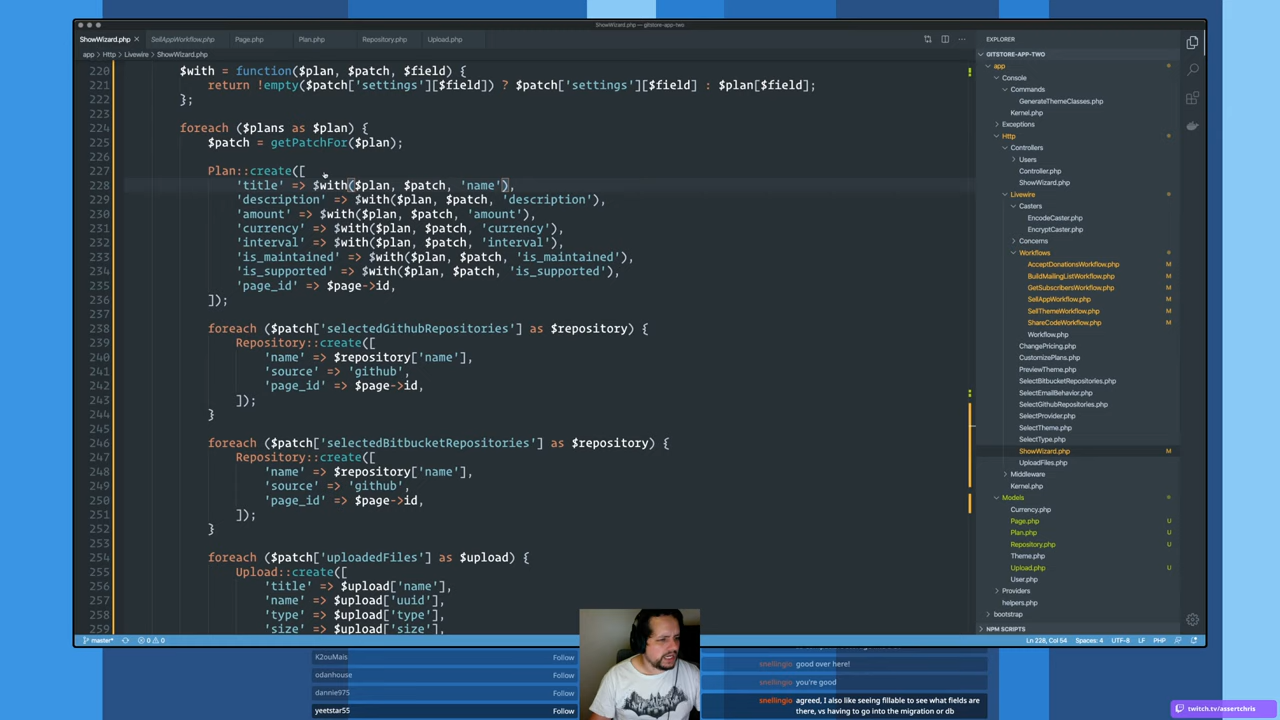 ShowWizard.php — gitstore-app-two
ShowWizard.php × SellAppWorkflow.php Page.php Plan.php Repository.php Upload.php
app > Http > Livewire > ShowWizard.php
220 $with = function($plan, $patch, $field) {
221 return !empty($patch['settings'][$field]) ? $patch['settings'][$field] : $plan[$field];
222 };
223
224 foreach ($plans as $plan) {
225 $patch = getPatchFor($plan);
226
227 Plan::create([
228 'title' => $with($plan, $patch, 'name'),
229 'description' => $with($plan, $patch, 'description'),
230 'amount' => $with($plan, $patch, 'amount'),
231 'currency' => $with($plan, $patch, 'currency'),
232 'interval' => $with($plan, $patch, 'interval'),
233 'is_maintained' => $with($plan, $patch, 'is_maintained'),
234 'is_supported' => $with($plan, $patch, 'is_supported'),
235 'page_id' => $page->id,
236 ]);
237
238 foreach ($patch['selectedGithubRepositories'] as $repository) {
239 Repository::create([
240 'name' => $repository['name'],
241 'source' => 'github',
242 'page_id' => $page->id,
243 ]);
244 }
245
246 foreach ($patch['selectedBitbucketRepositories'] as $repository) {
247 Repository::create([
248 'name' => $repository['name'],
249 'source' => 'github',
250 'page_id' => $page->id,
251 ]);
252 }
253
254 foreach ($patch['uploadedFiles'] as $upload) {
255 Upload::create([
256 'title' => $upload['name'],
257 'name' => $upload['uuid'],
258 'type' => $upload['type'],
259 'size' => $upload['size'],
EXPLORER ...
GITSTORE-APP-TWO
app
Console
Commands
GenerateThemeClasses.php
Kernel.php
Exceptions
Http
Controllers
Users
Controller.php
ShowWizard.php
Livewire
Casters
EncodeCaster.php
EncryptCaster.php
Concerns
Workflows
AcceptDonationsWorkflow.php M
BuildMailingListWorkflow.php M
GetSubscribersWorkflow.php M
SellAppWorkflow.php M
SellThemeWorkflow.php M
ShareCodeWorkflow.php M
Workflow.php
ChangePricing.php
CustomizePlans.php
PreviewTheme.php
SelectBitbucketRepositories.php
SelectEmailBehavior.php
SelectGithubRepositories.php
SelectProvider.php
SelectTheme.php
SelectType.php
ShowWizard.php M
UploadFiles.php
Middleware
Kernel.php
Models
Currency.php
Page.php U
Plan.php U
Repository.php U
Theme.php
Upload.php U
User.php
Providers
helpers.php
bootstrap
NPM SCRIPTS
master* 0 0 Ln 228, Col 54 Spaces: 4 UTF-8 LF PHP
K2ouMais Follow
odanhouse Follow
dannie975 Follow
yeetstar55 Follow
snellingio good over here!
snellingio you're good
snellingio agreed, I also like seeing fillable to see what fields are
there, vs having to go into the migration or db
twitch.tv/assertchris